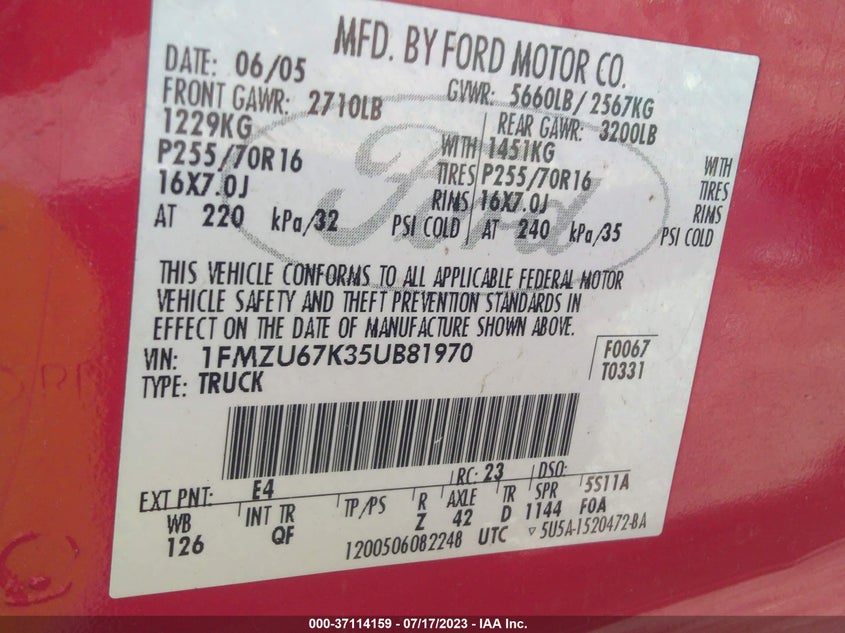 MFD. BY FORD MOTOR CO.
DATE: 06/05 GVWR: 5660LB/ 2567KG
FRONT GAWR: 2710LB REAR GAWR: 3200LB
1229KG WITH 1451KG WITH
P255/70R16 TIRES P255/70R16 TIRES
16X7.0J RIMS 16X7.0J RIMS
AT 220 kPa/32 PSI COLD AT 240 kPa/35 PSI COLD
Ford
THIS VEHICLE CONFORMS TO ALL APPLICABLE FEDERAL MOTOR
VEHICLE SAFETY AND THEFT PREVENTION STANDARDS IN
EFFECT ON THE DATE OF MANUFACTURE SHOWN ABOVE.
VIN: 1FMZU67K35UB81970 F0067
TYPE: TRUCK T0331
EXT PNT: E4 RC: 23 DSO:
WB INT TR TP/PS R AXLE TR SPR 5S11A
126 QF Z 42 D 1144 F0A
1200506082248 UTC ▽ 5U5A-1520472-BA
000-37114159 - 07/17/2023 - IAA Inc.